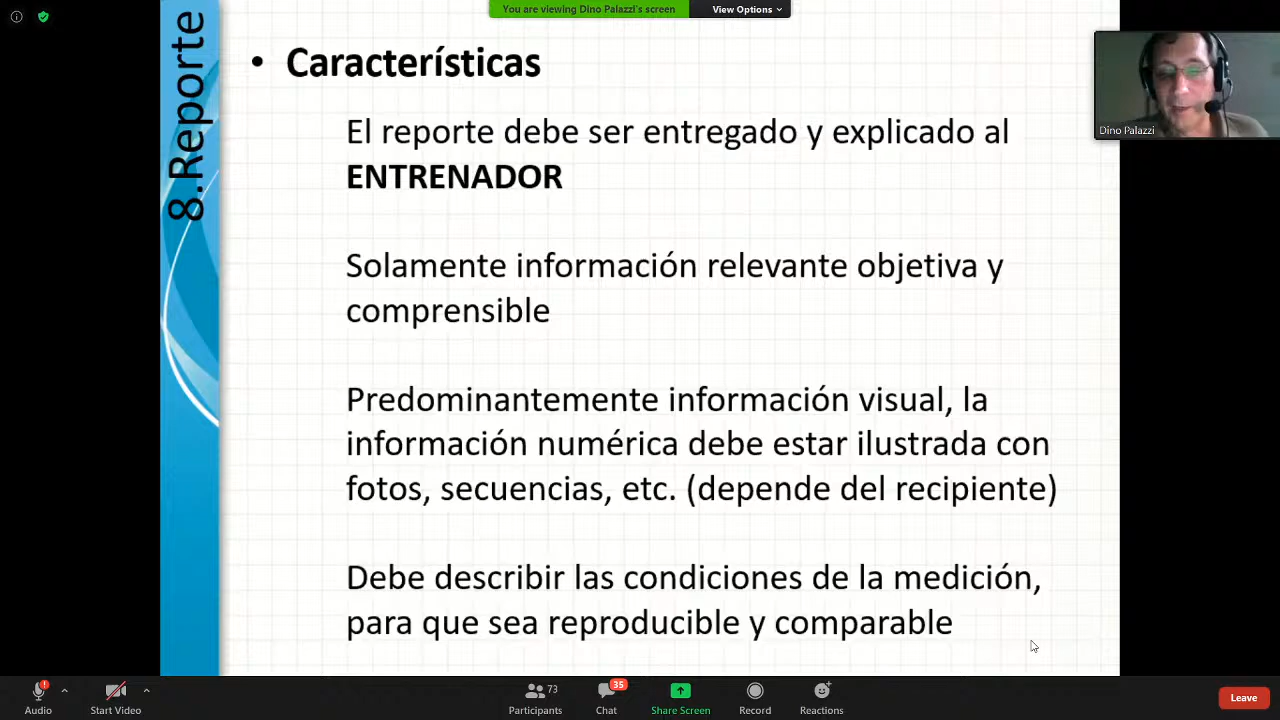 You are viewing Dino Palazzi's screen
View Options
8.Reporte
• Características
El reporte debe ser entregado y explicado al
ENTRENADOR
Solamente información relevante objetiva y
comprensible
Predominantemente información visual, la
información numérica debe estar ilustrada con
fotos, secuencias, etc. (depende del recipiente)
Debe describir las condiciones de la medición,
para que sea reproducible y comparable
Dino Palazzi
Audio
Start Video
73
Participants
35
Chat
Share Screen
Record
Reactions
Leave